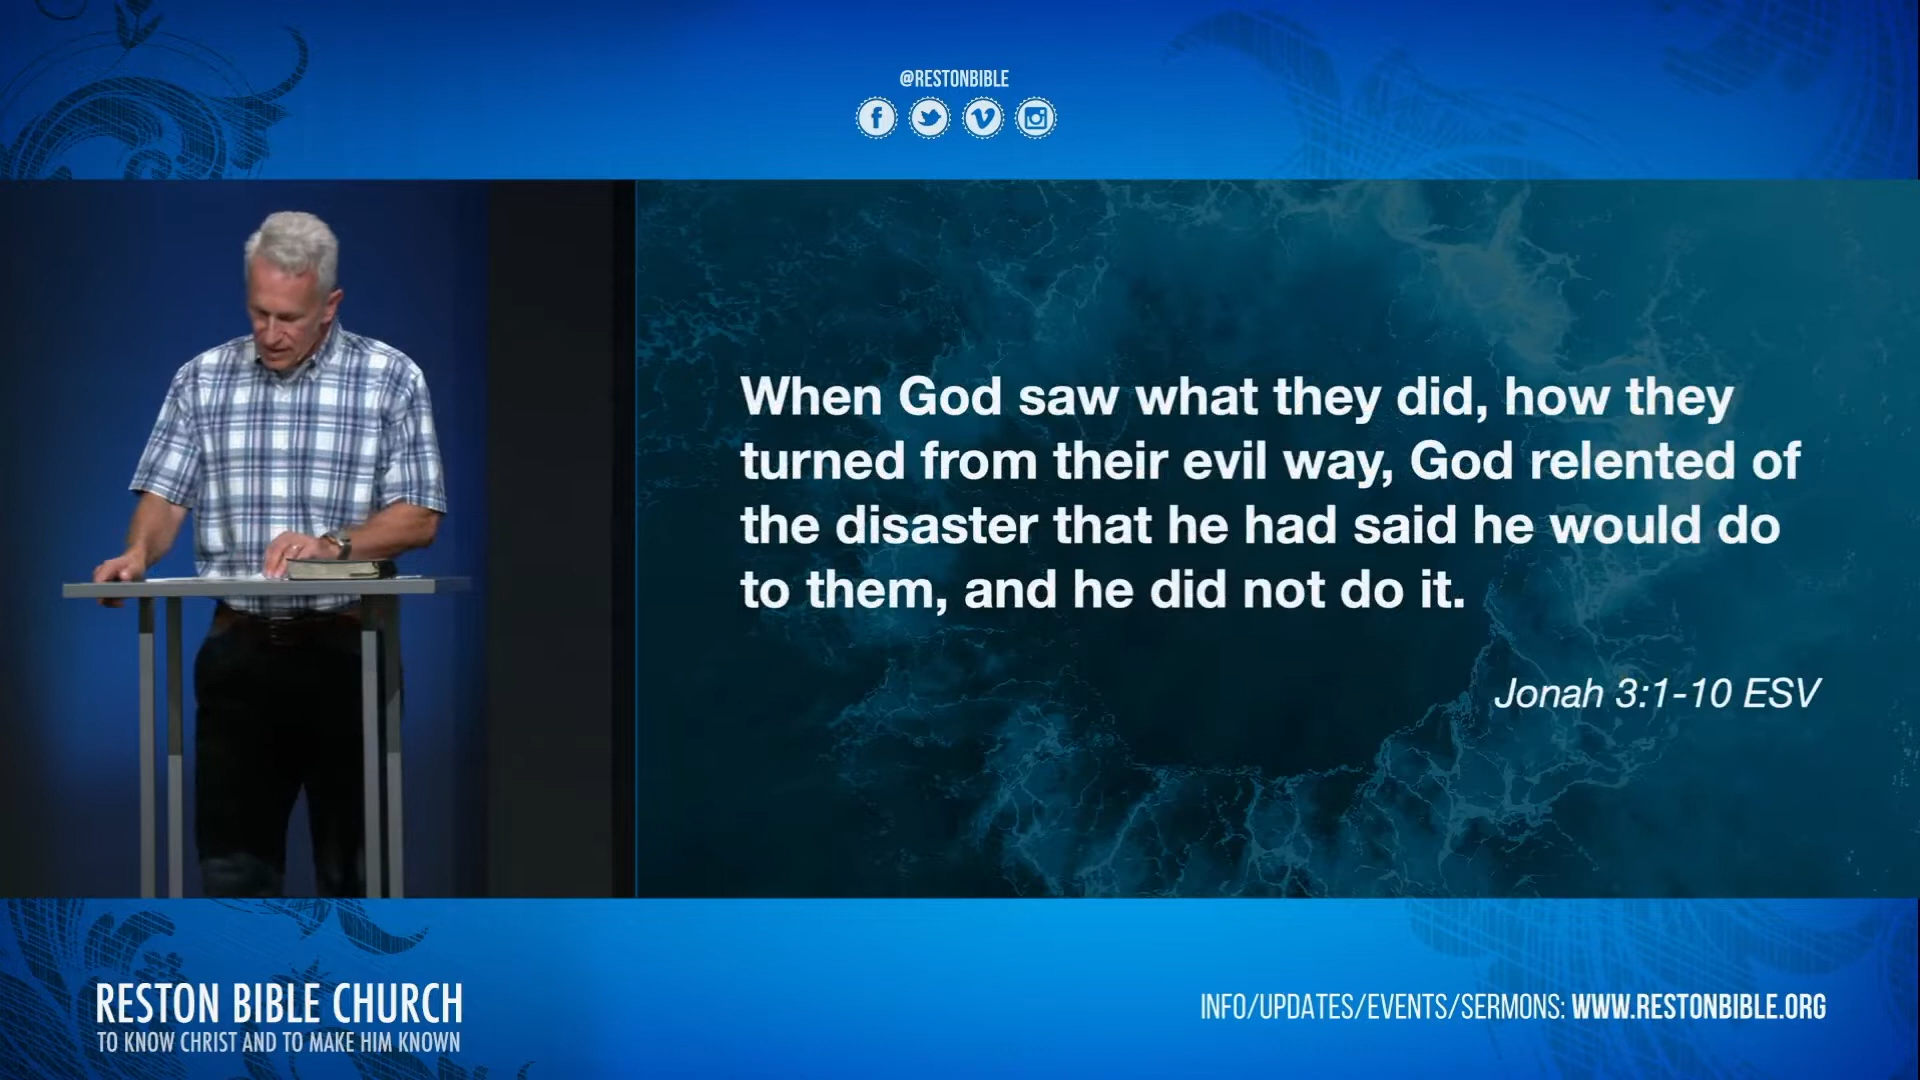 @RESTONBIBLE
When God saw what they did, how they
turned from their evil way, God relented of
the disaster that he had said he would do
to them, and he did not do it.
Jonah 3:1-10 ESV
RESTON BIBLE CHURCH
TO KNOW CHRIST AND TO MAKE HIM KNOWN
INFO/UPDATES/EVENTS/SERMONS: WWW.RESTONBIBLE.ORG